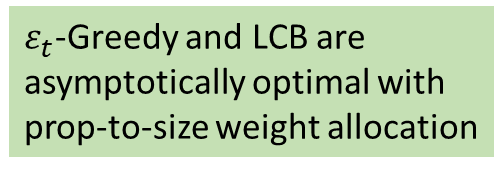 εₜ-Greedy and LCB are
asymptotically optimal with
prop-to-size weight allocation